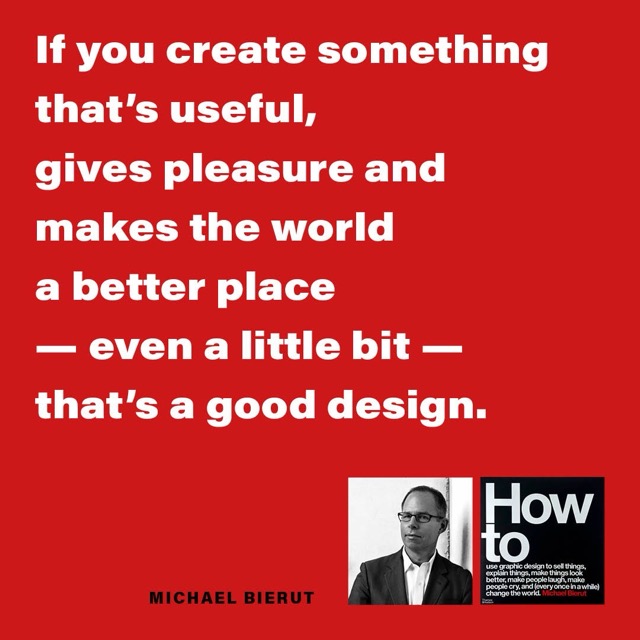 If you create something
that’s useful,
gives pleasure and
makes the world
a better place
— even a little bit —
that’s a good design.
MICHAEL BIERUT
How
to
use graphic design to sell things,
explain things, make things look
better, make people laugh, make
people cry, and (every once in a while)
change the world. Michael Bierut